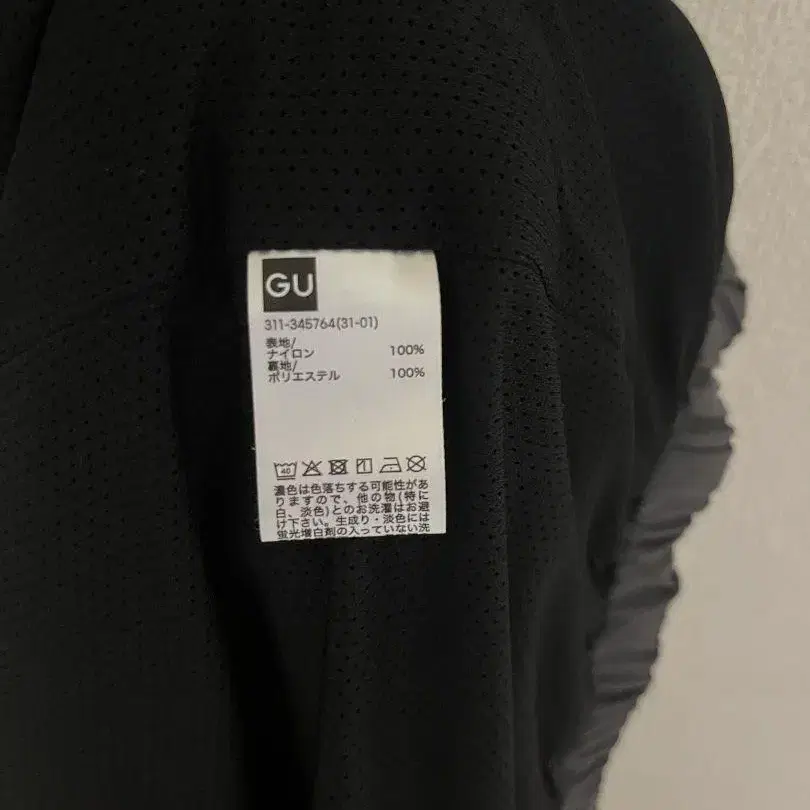 GU
311-345764(31-01)
表地/
ナイロン 100%
裏地/
ポリエステル 100%
40
濃色は色落ちする可能性があ
りますので、他の物(特に
白、淡色)とのお洗濯はお避
け下さい。生成り・淡色には
蛍光増白剤の入っていない洗